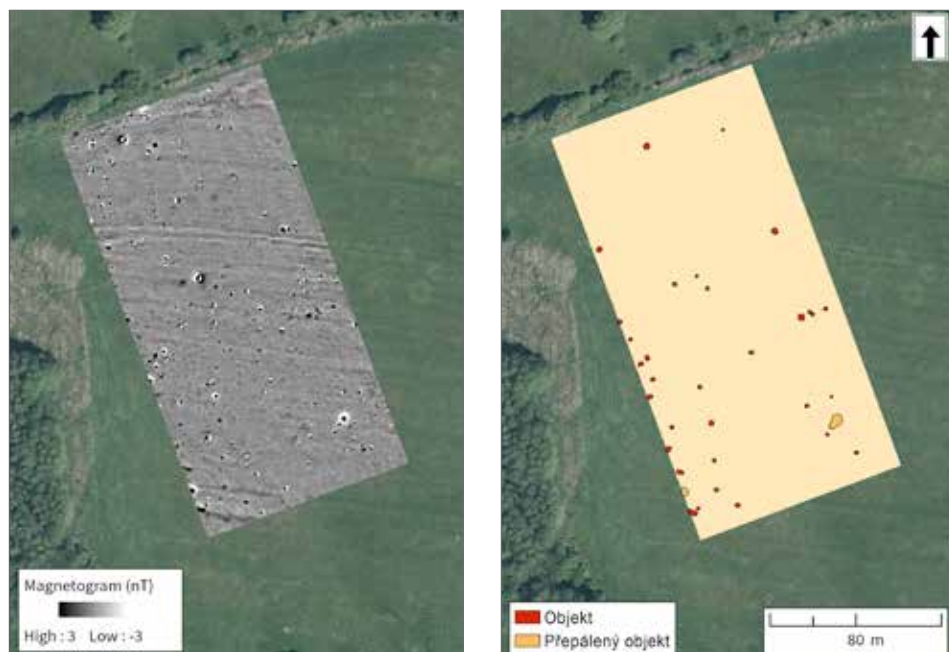 Magnetogram (nT)
High : 3 Low : -3
Objekt
Přepálený objekt
80 m